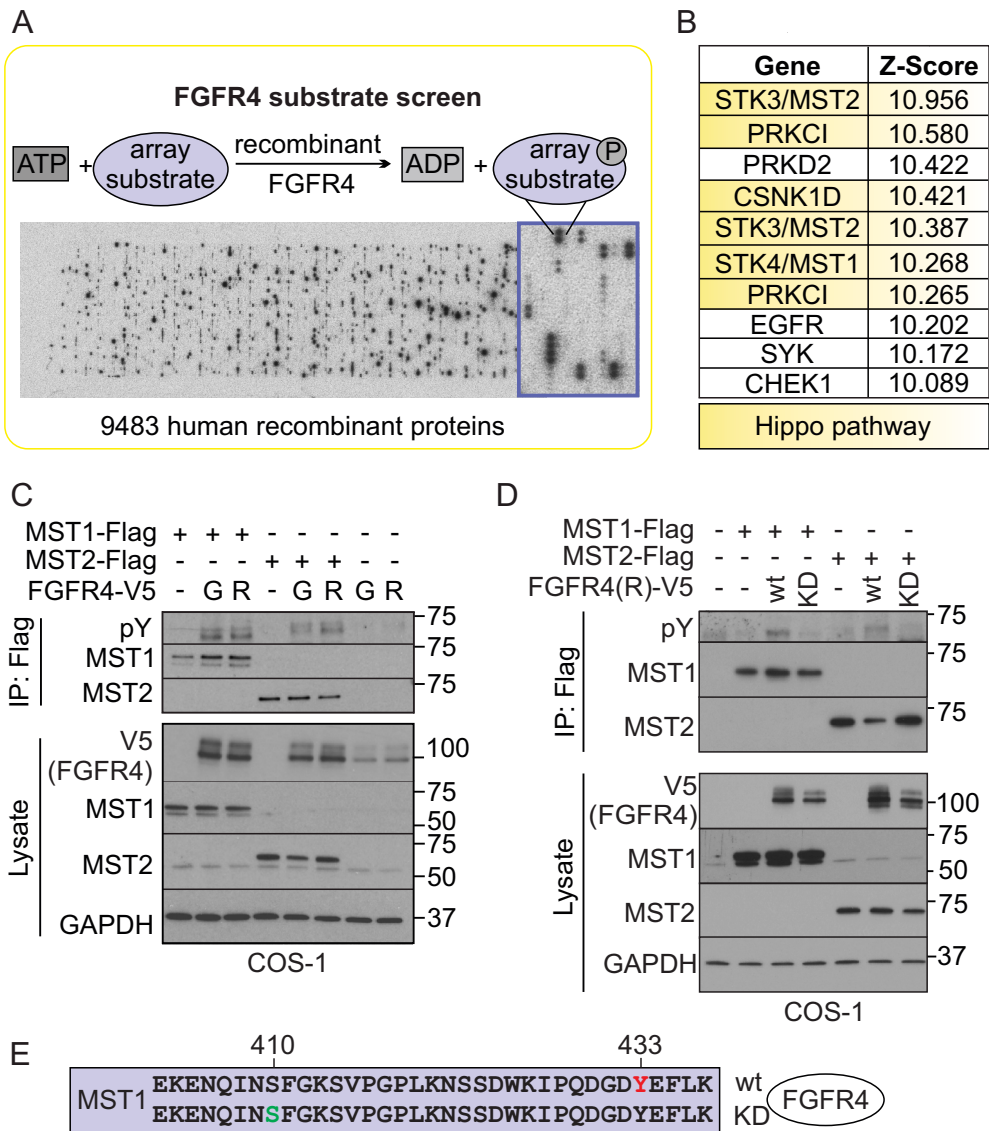 A
FGFR4 substrate screen
ATP + array substrate recombinant FGFR4 ADP + array substrate P
9483 human recombinant proteins
B
Gene Z-Score
STK3/MST2 10.956
PRKCI 10.580
PRKD2 10.422
CSNK1D 10.421
STK3/MST2 10.387
STK4/MST1 10.268
PRKCI 10.265
EGFR 10.202
SYK 10.172
CHEK1 10.089
Hippo pathway
C
MST1-Flag + + + - - - - -
MST2-Flag - - - + + + - -
FGFR4-V5 - G R - G R G R
IP: Flag
pY 75
MST1 75
MST2 75
Lysate
V5 (FGFR4) 100
MST1 75 50
MST2 75 50
GAPDH 37
COS-1
D
MST1-Flag - + + + - - -
MST2-Flag - - - - + + +
FGFR4(R)-V5 - - wt KD - wt KD
IP: Flag
pY 75
MST1 75
MST2 75
Lysate
V5 (FGFR4) 100
MST1 75 50
MST2 75
GAPDH 37
COS-1
E
410 433
MST1
EKENQINSFGKSVPGPLKNSSDWKIPQDGDYEFLK wt
EKENQINSFGKSVPGPLKNSSDWKIPQDGDYEFLK KD
FGFR4